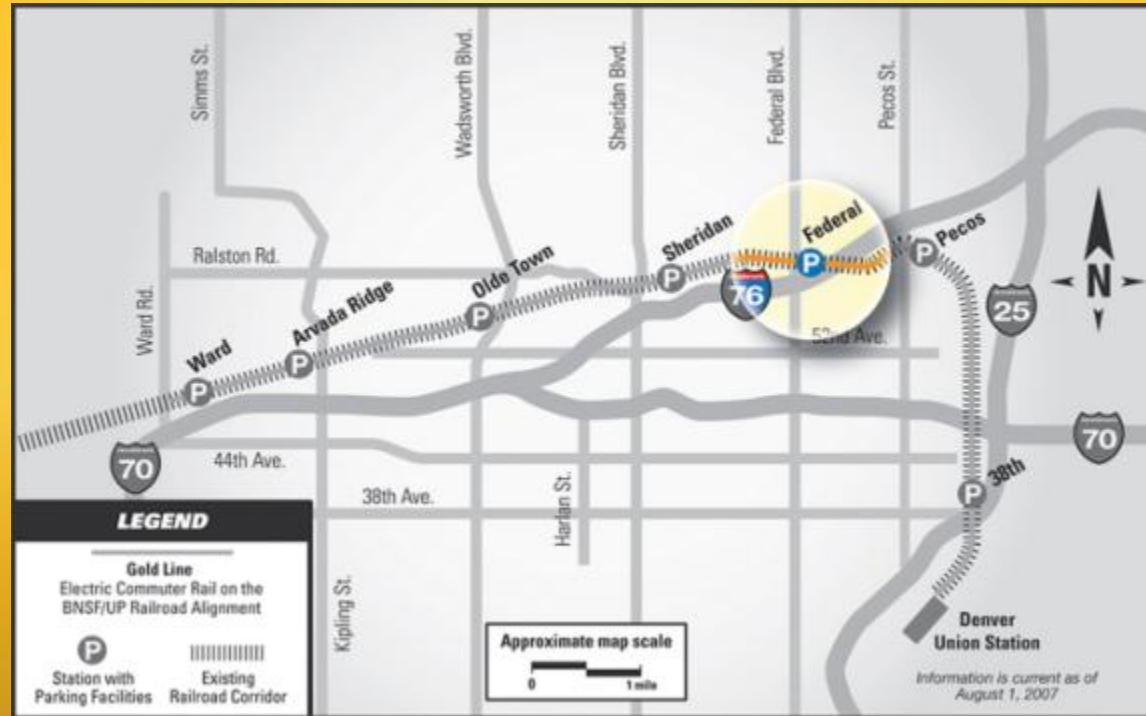 Simms St.
Wadsworth Blvd.
Sheridan Blvd.
Federal Blvd.
Pecos St.
Ralston Rd.
Ward Rd.
Ward
P
Arvada Ridge
P
Olde Town
P
Sheridan
P
Federal
P
Pecos
P
76
25
N
52nd Ave.
70
70
44th Ave.
38th Ave.
Harlan St.
38th
P
Kipling St.
Denver
Union Station
Information is current as of
August 1, 2007
Approximate map scale
0
1 mile
LEGEND
Gold Line
Electric Commuter Rail on the
BNSF/UP Railroad Alignment
P
Station with
Parking Facilities
Existing
Railroad Corridor